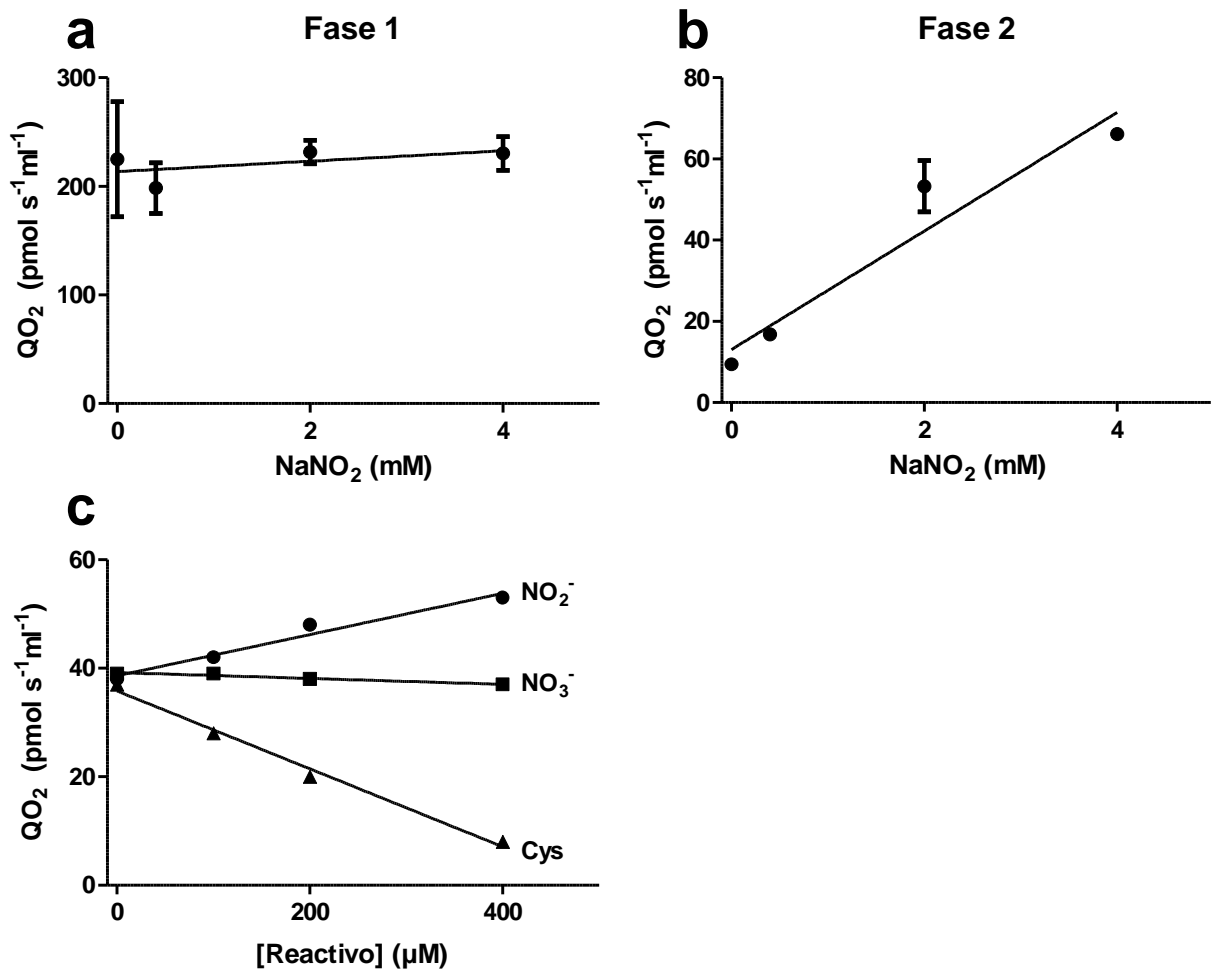 a
Fase 1
300
200
100
0
QO₂ (pmol s⁻¹ml⁻¹)
0 2 4
NaNO₂ (mM)
b
Fase 2
80
60
40
20
0
QO₂ (pmol s⁻¹ml⁻¹)
0 2 4
NaNO₂ (mM)
c
60
40
20
0
QO₂ (pmol s⁻¹ml⁻¹)
NO₂⁻
NO₃⁻
Cys
0 200 400
[Reactivo] (µM)